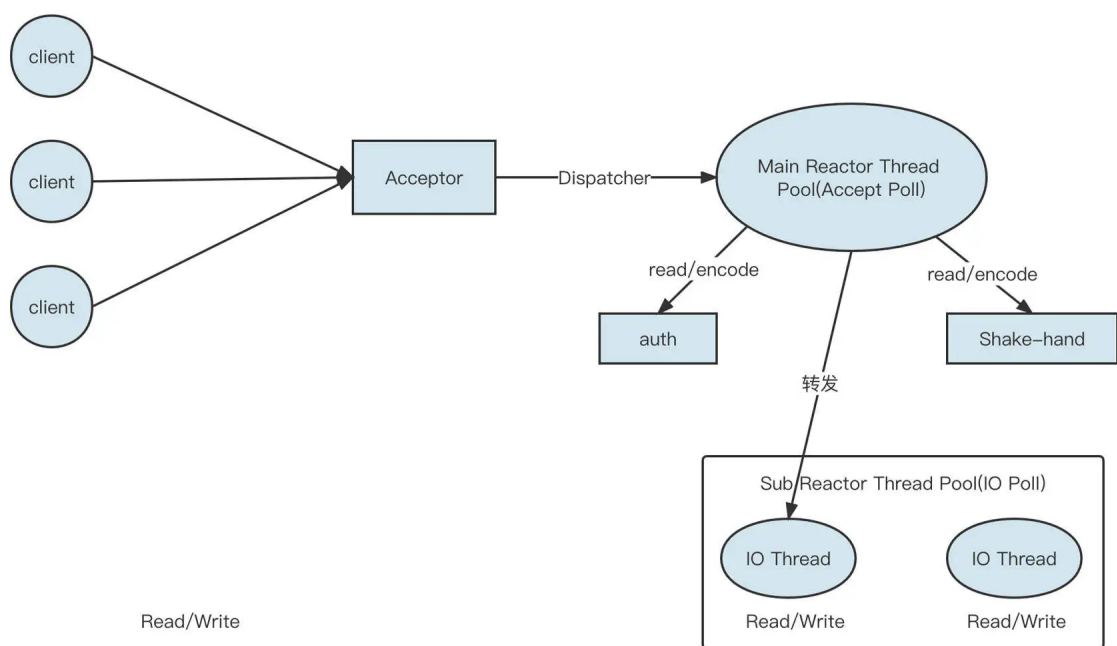 client
client
client
Acceptor
Dispatcher
Main Reactor Thread
Pool(Accept Poll)
read/encode
read/encode
auth
Shake-hand
转发
Sub Reactor Thread Pool(IO Poll)
IO Thread
IO Thread
Read/Write
Read/Write
Read/Write